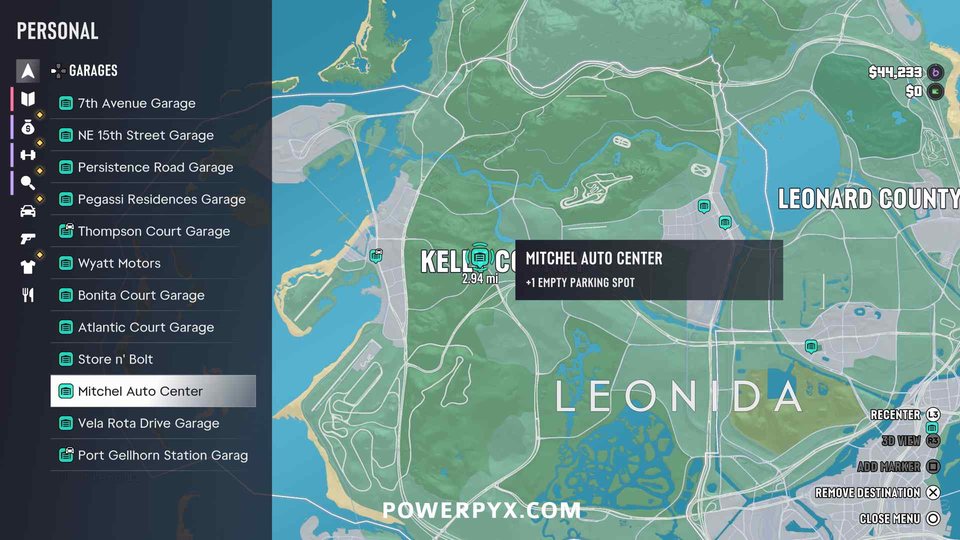 PERSONAL
GARAGES
7th Avenue Garage
NE 15th Street Garage
Persistence Road Garage
Pegassi Residences Garage
Thompson Court Garage
Wyatt Motors
Bonita Court Garage
Atlantic Court Garage
Store n' Bolt
Mitchel Auto Center
Vela Rota Drive Garage
Port Gellhorn Station Garag
$44,233
$0
LEONARD COUNTY
KELL
2.94 mi
MITCHEL AUTO CENTER
+1 EMPTY PARKING SPOT
LEONIDA
RECENTER L3
3D VIEW R3
ADD MARKER
REMOVE DESTINATION
CLOSE MENU
POWERPYX.COM